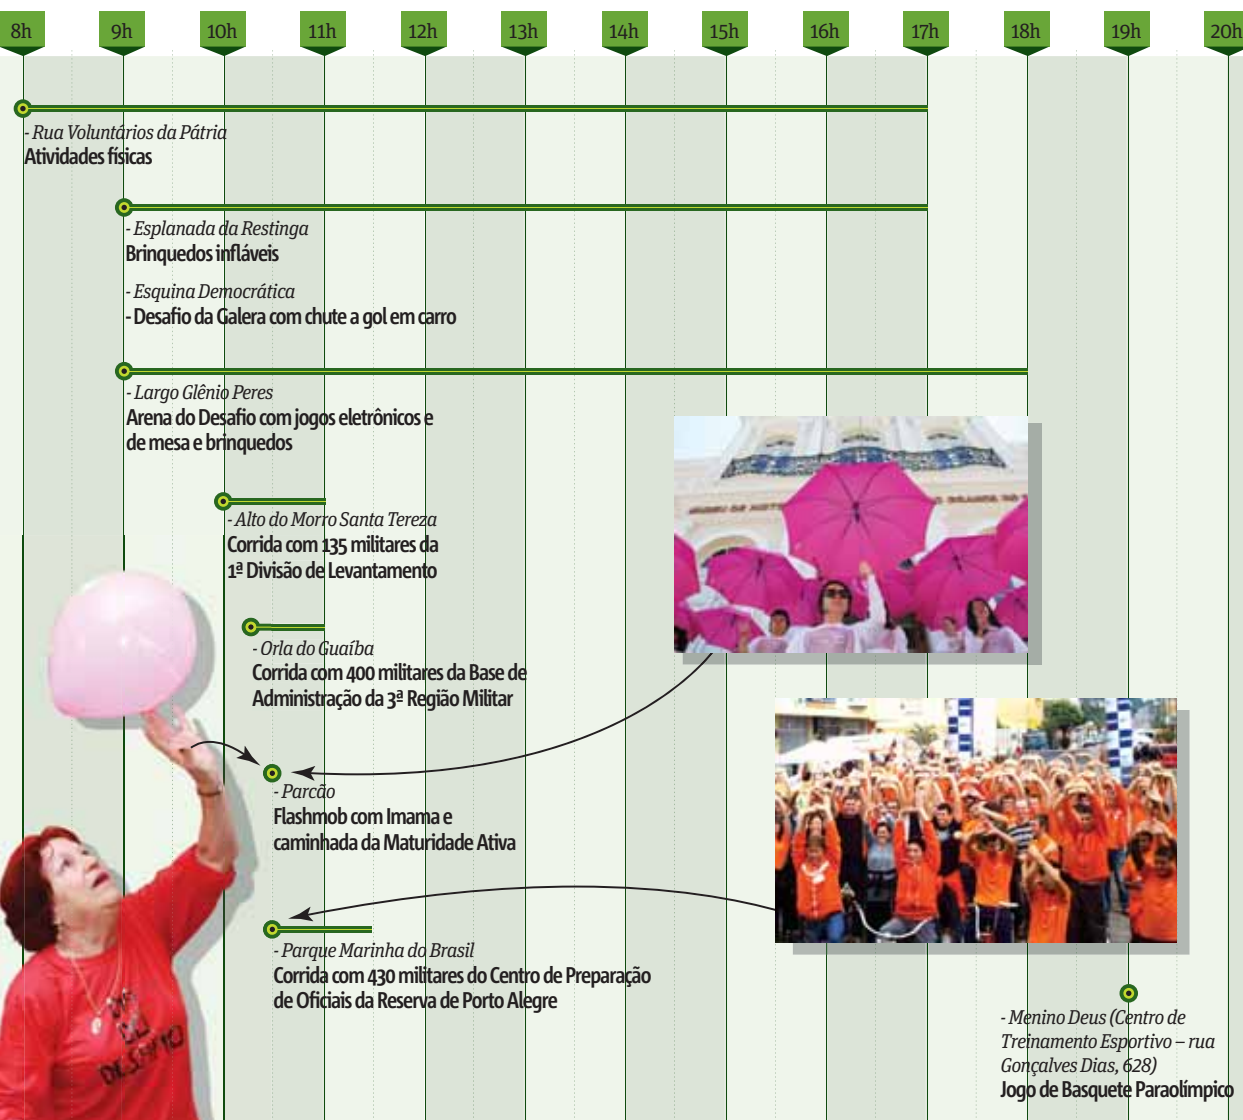 8h 9h 10h 11h 12h 13h 14h 15h 16h 17h 18h 19h 20h
- Rua Voluntários da Pátria
Atividades físicas
- Esplanada da Restinga
Brinquedos infláveis
- Esquina Democrática
- Desafio da Galera com chute a gol em carro
- Largo Glênio Peres
Arena do Desafio com jogos eletrônicos e
de mesa e brinquedos
- Alto do Morro Santa Tereza
Corrida com 135 militares da
1ª Divisão de Levantamento
- Orla do Guaíba
Corrida com 400 militares da Base de
Administração da 3ª Região Militar
- Parcão
Flashmob com Imama e
caminhada da Maturidade Ativa
- Parque Marinha do Brasil
Corrida com 430 militares do Centro de Preparação
de Oficiais da Reserva de Porto Alegre
- Menino Deus (Centro de
Treinamento Esportivo – rua
Gonçalves Dias, 628)
Jogo de Basquete Paraolímpico
DIA
DO
DESAFIO